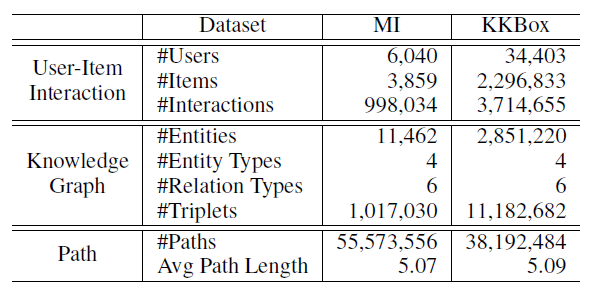 Dataset MI KKBox
User-Item Interaction
#Users 6,040 34,403
#Items 3,859 2,296,833
#Interactions 998,034 3,714,655
Knowledge Graph
#Entities 11,462 2,851,220
#Entity Types 4 4
#Relation Types 6 6
#Triplets 1,017,030 11,182,682
Path
#Paths 55,573,556 38,192,484
Avg Path Length 5.07 5.09